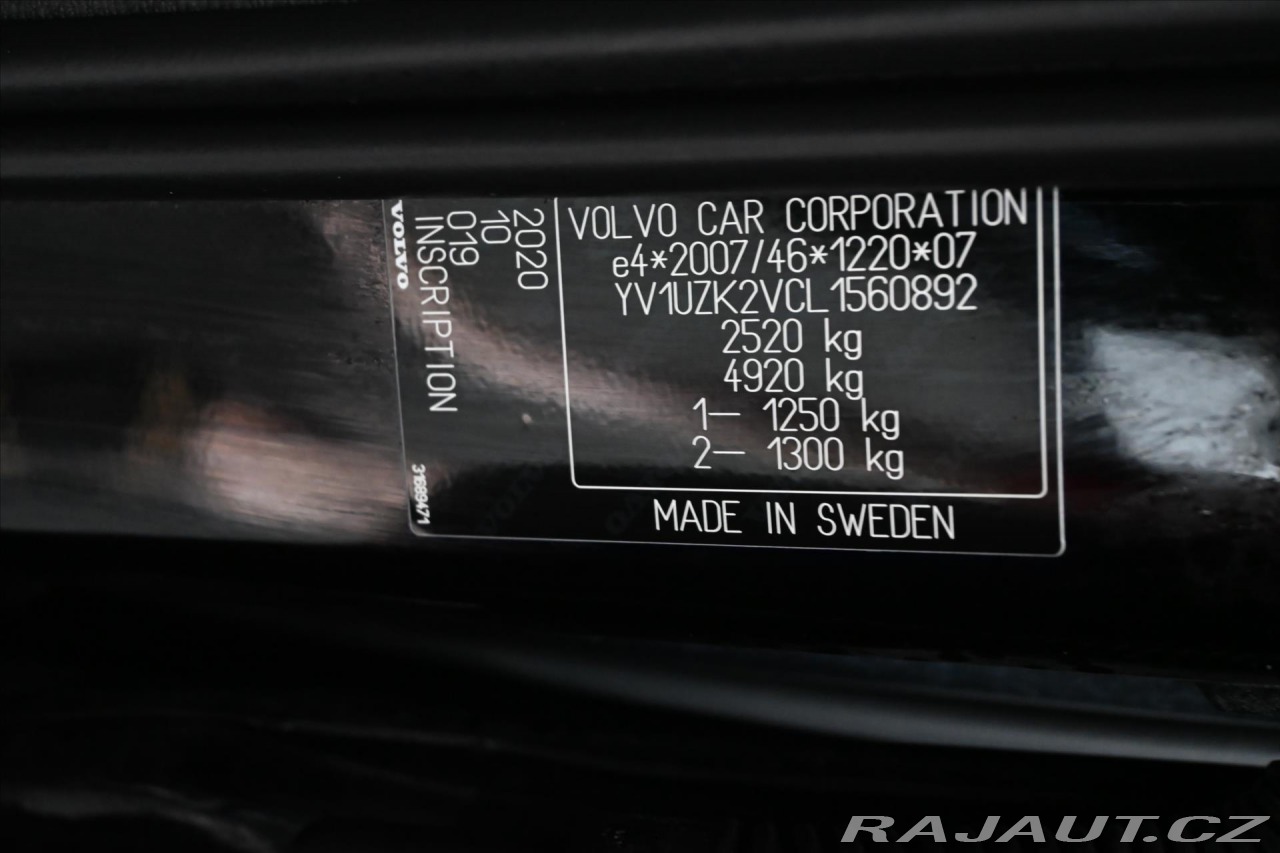 VOLVO
INSCRIPTION
019
10
2020
31689471
VOLVO CAR CORPORATION
e4*2007/46*1220*07
YV1UZK2VCL1560892
2520 kg
4920 kg
1– 1250 kg
2– 1300 kg
MADE IN SWEDEN
RAJAUT.CZ